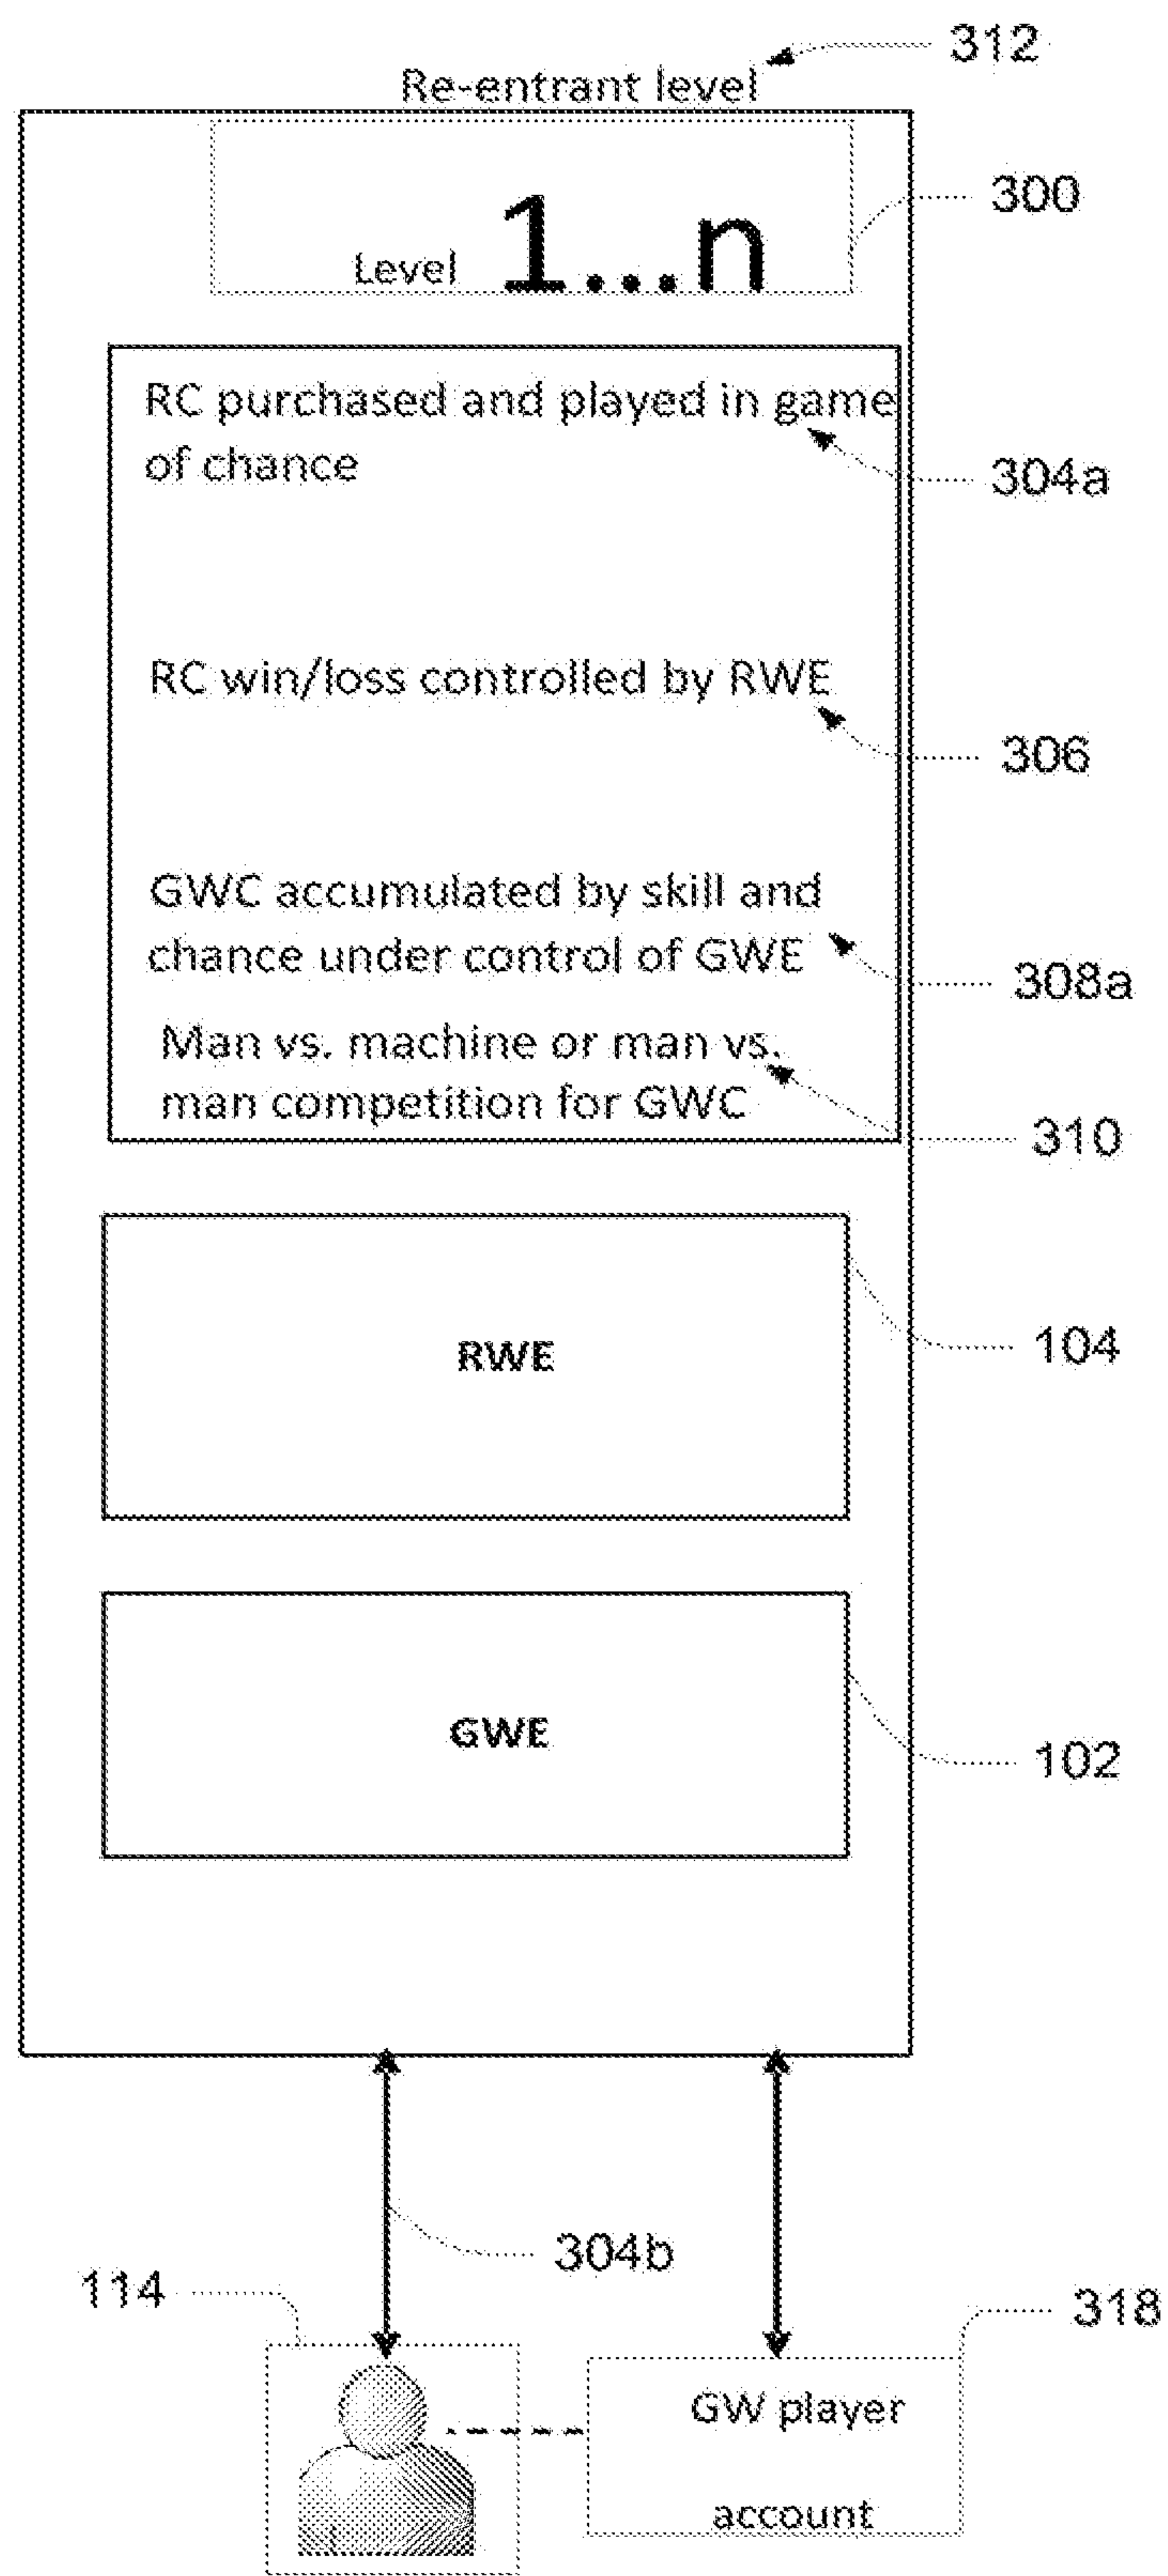 312
Re-entrant level
300
Level 1...n
RC purchased and played in game
of chance
304a
RC win/loss controlled by RWE
306
GWC accumulated by skill and
chance under control of GWE
308a
Man vs. machine or man vs.
man competition for GWC
310
RWE
104
GWE
102
304b
114
318
GW player
account